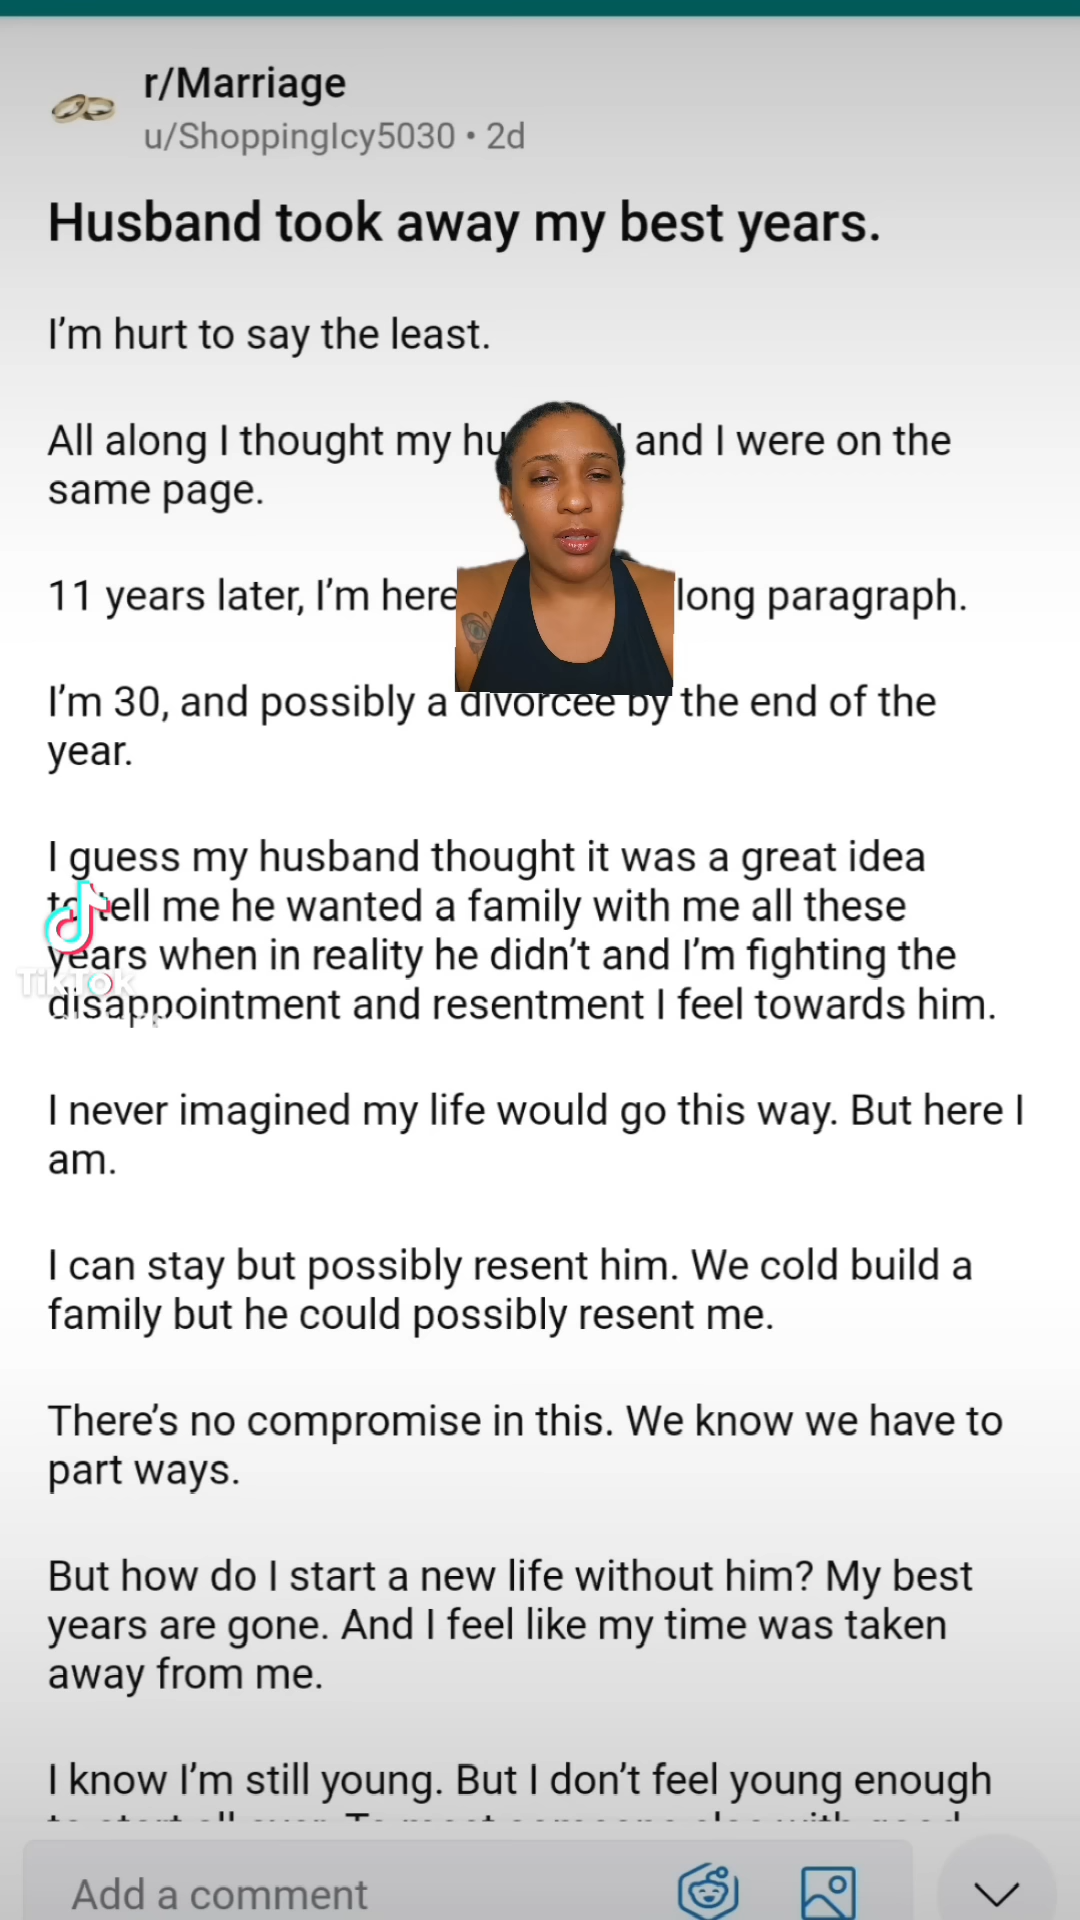 r/Marriage
u/ShoppingIcy5030 • 2d
Husband took away my best years.
I'm hurt to say the least.
All along I thought my hu and I were on the
same page.
11 years later, I'm here long paragraph.
I'm 30, and possibly a divorcee by the end of the
year.
I guess my husband thought it was a great idea
to tell me he wanted a family with me all these
years when in reality he didn't and I'm fighting the
TikTok
disappointment and resentment I feel towards him.
I never imagined my life would go this way. But here I
am.
I can stay but possibly resent him. We cold build a
family but he could possibly resent me.
There's no compromise in this. We know we have to
part ways.
But how do I start a new life without him? My best
years are gone. And I feel like my time was taken
away from me.
I know I'm still young. But I don't feel young enough
Add a comment